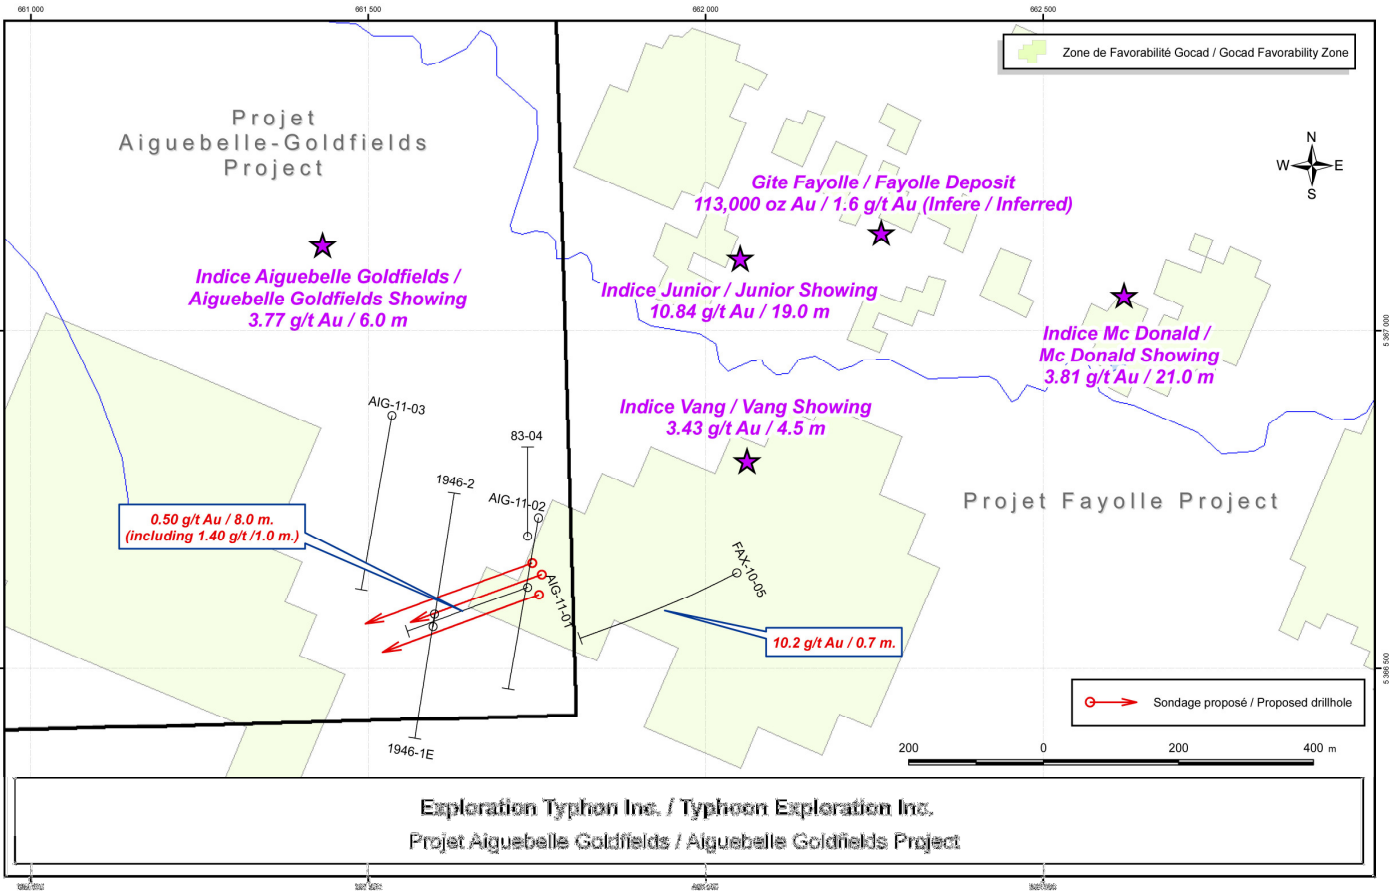 661 000
661 500
662 000
662 500
Zone de Favorabilité Gocad / Gocad Favorability Zone
Projet
Aiguebelle-Goldfields
Project
N
W E
S
Gite Fayolle / Fayolle Deposit
113,000 oz Au / 1.6 g/t Au (Infere / Inferred)
Indice Aiguebelle Goldfields /
Aiguebelle Goldfields Showing
3.77 g/t Au / 6.0 m
Indice Junior / Junior Showing
10.84 g/t Au / 19.0 m
5 367 000
Indice Mc Donald /
Mc Donald Showing
3.81 g/t Au / 21.0 m
AIG-11-03
Indice Vang / Vang Showing
3.43 g/t Au / 4.5 m
83-04
1946-2
AIG-11-02
Projet Fayolle Project
0.50 g/t Au / 8.0 m.
(including 1.40 g/t /1.0 m.)
FAX-10-05
AIG-11-01
10.2 g/t Au / 0.7 m.
5 366 500
Sondage proposé / Proposed drillhole
1946-1E
200 0 200 400 m
Exploration Typhon Inc. / Typhoon Exploration Inc.
Projet Aiguebelle Goldfields / Aiguebelle Goldfields Project